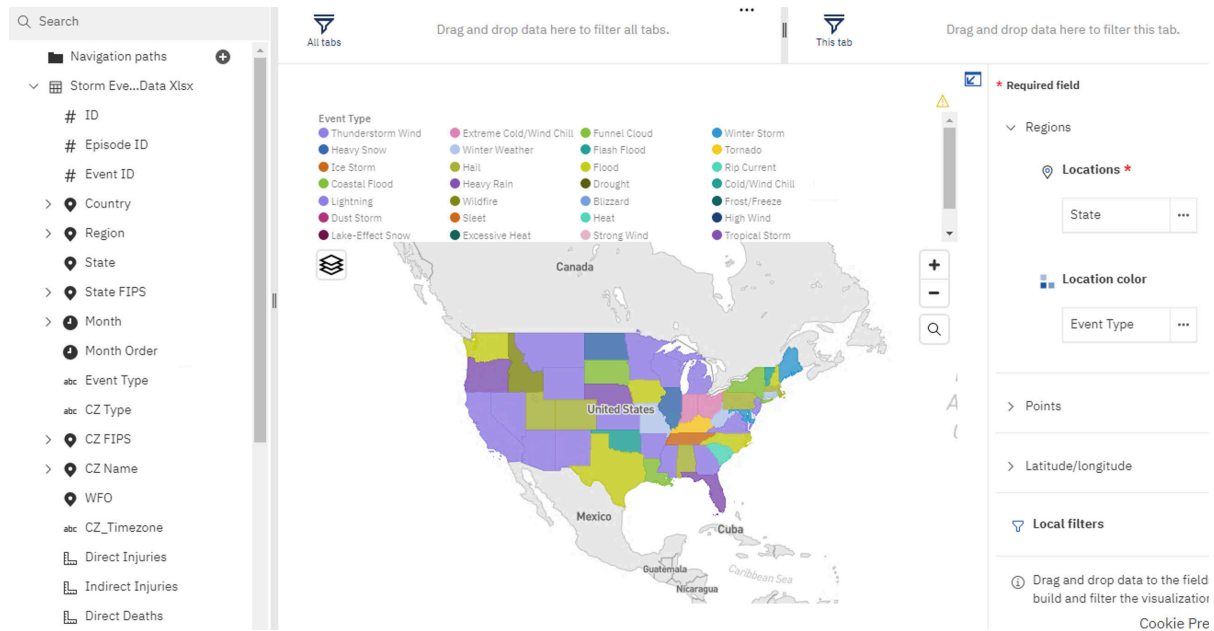 Search
Navigation paths
Storm Eve...Data Xlsx
# ID
# Episode ID
# Event ID
Country
Region
State
State FIPS
Month
Month Order
abc Event Type
abc CZ Type
CZ FIPS
CZ Name
WFO
abc CZ_Timezone
Direct Injuries
Indirect Injuries
Direct Deaths
All tabs
Drag and drop data here to filter all tabs.
This tab
Drag and drop data here to filter this tab.
Event Type
Thunderstorm Wind Extreme Cold/Wind Chill Funnel Cloud Winter Storm
Heavy Snow Winter Weather Flash Flood Tornado
Ice Storm Hail Flood Rip Current
Coastal Flood Heavy Rain Drought Cold/Wind Chill
Lightning Wildfire Blizzard Frost/Freeze
Dust Storm Sleet Heat High Wind
Lake-Effect Snow Excessive Heat Strong Wind Tropical Storm
Canada
United States
Mexico
Cuba
Guatemala
Caribbean Sea
Nicaragua
* Required field
Regions
Locations *
State ...
Location color
Event Type ...
Points
Latitude/longitude
Local filters
Drag and drop data to the field
build and filter the visualization
Cookie Pre